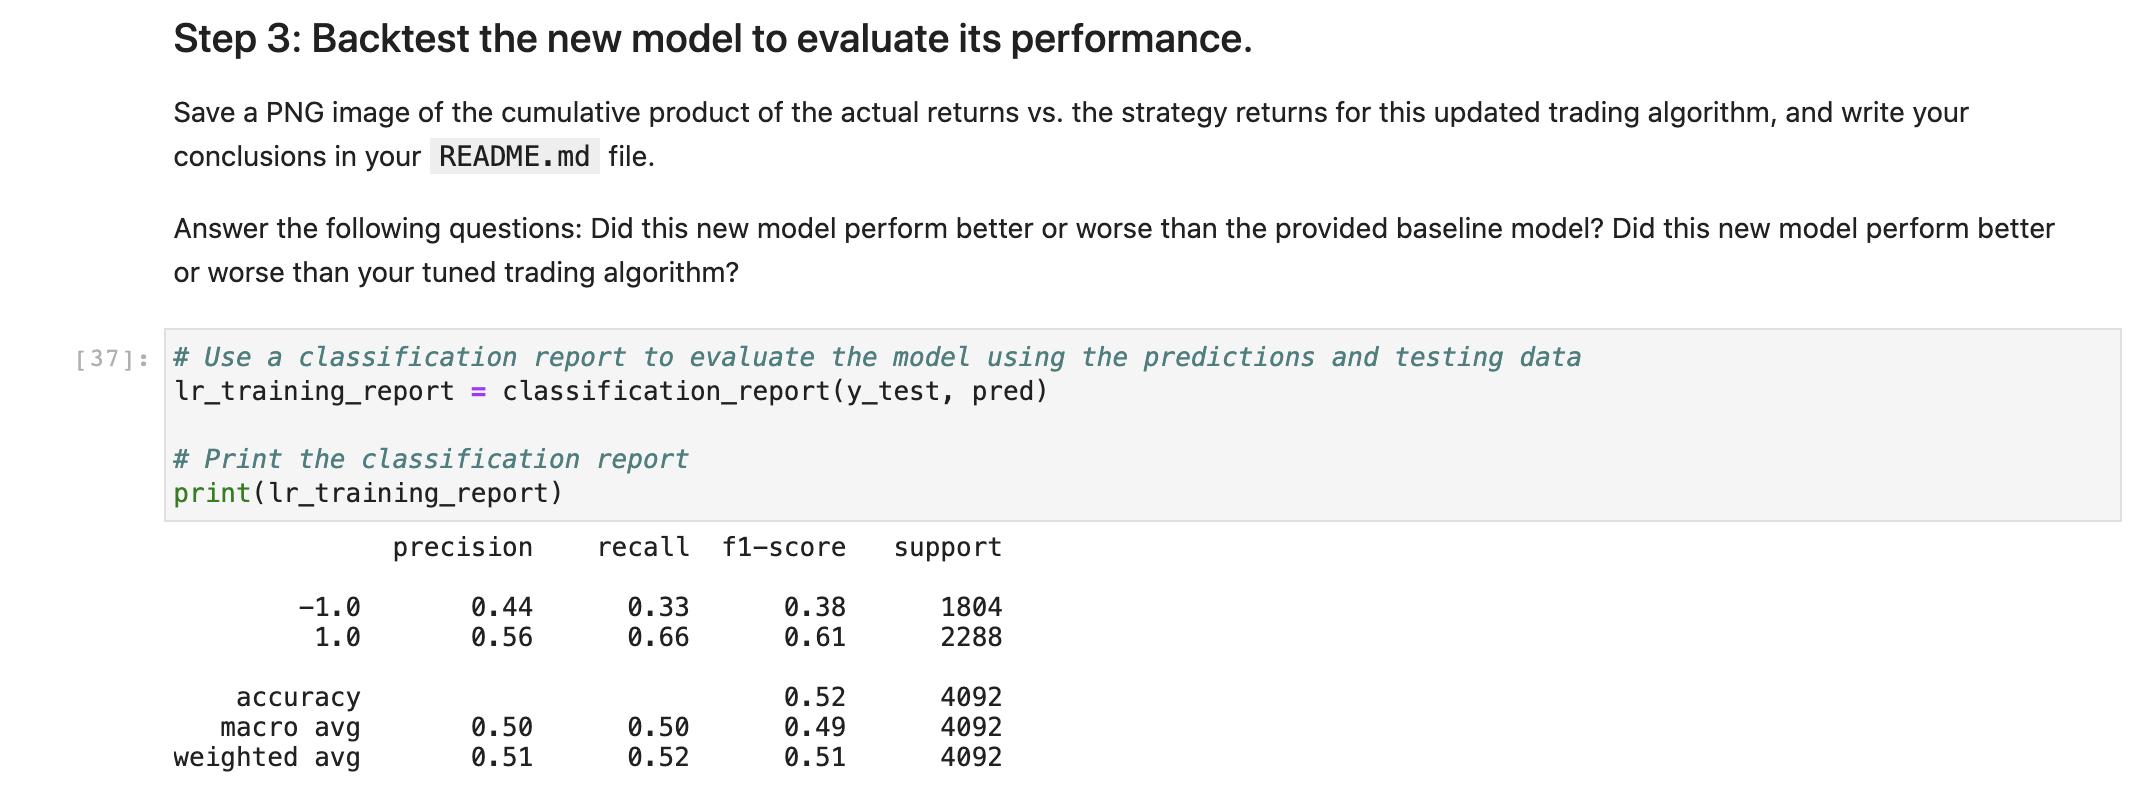 Step 3: Backtest the new model to evaluate its performance.
Save a PNG image of the cumulative product of the actual returns vs. the strategy returns for this updated trading algorithm, and write your
conclusions in your README.md file.
Answer the following questions: Did this new model perform better or worse than the provided baseline model? Did this new model perform better
or worse than your tuned trading algorithm?
[37]: # Use a classification report to evaluate the model using the predictions and testing data
lr_training_report = classification_report(y_test, pred)
# Print the classification report
print(lr_training_report)
precision recall f1-score support
-1.0 0.44 0.33 0.38 1804
1.0 0.56 0.66 0.61 2288
accuracy 0.52 4092
macro avg 0.50 0.50 0.49 4092
weighted avg 0.51 0.52 0.51 4092